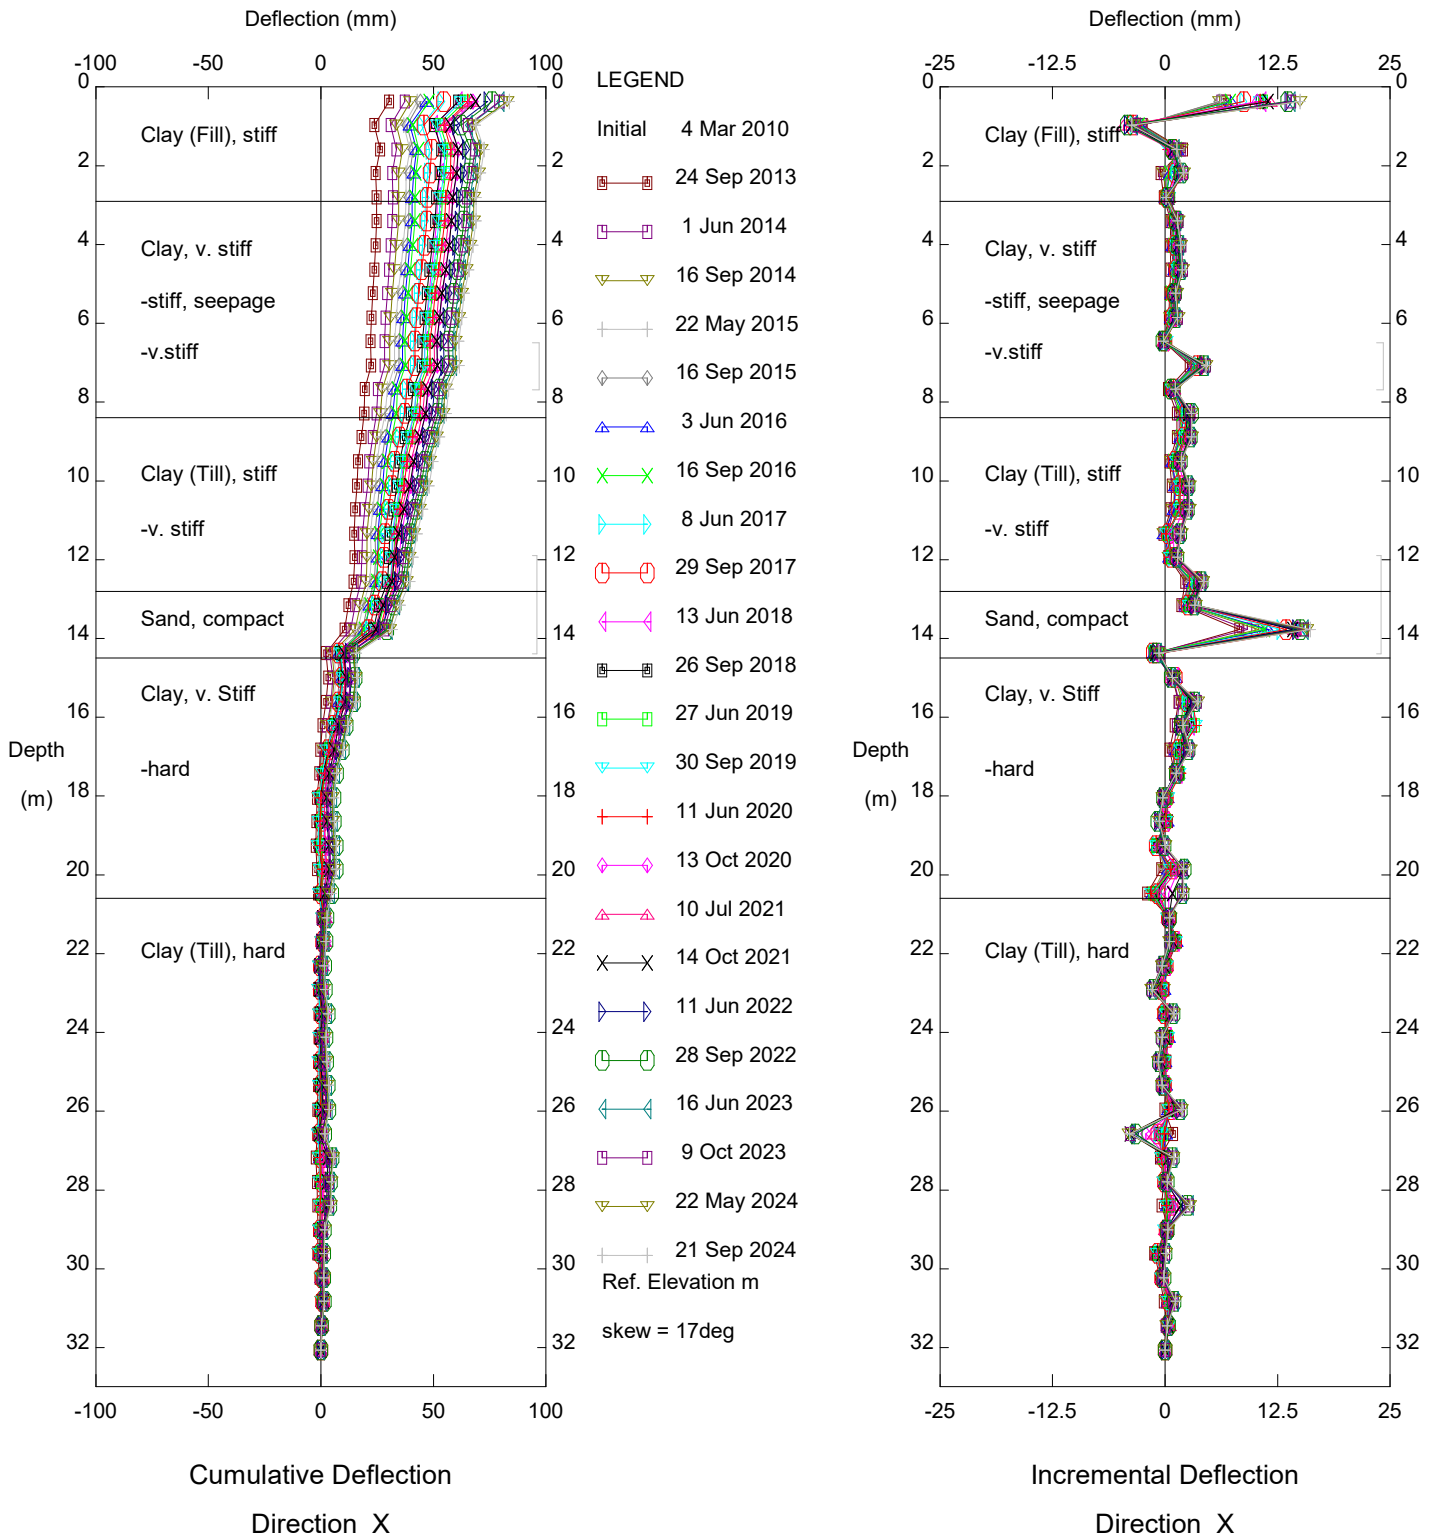 Deflection (mm)
-100 -50 0 50 100
0 0
Clay (Fill), stiff
2 2
Clay, v. stiff
4 4
-stiff, seepage
6 6
-v.stiff
8 8
Clay (Till), stiff
10 10
-v. stiff
12 12
Sand, compact
14 14
Clay, v. Stiff
16 16
Depth
-hard
(m)
18 18
20 20
Clay (Till), hard
22 22
24 24
26 26
28 28
30 30
32 32
-100 -50 0 50 100
Cumulative Deflection
Direction X
LEGEND
Initial 4 Mar 2010
24 Sep 2013
1 Jun 2014
16 Sep 2014
22 May 2015
16 Sep 2015
3 Jun 2016
16 Sep 2016
8 Jun 2017
29 Sep 2017
13 Jun 2018
26 Sep 2018
27 Jun 2019
30 Sep 2019
11 Jun 2020
13 Oct 2020
10 Jul 2021
14 Oct 2021
11 Jun 2022
28 Sep 2022
16 Jun 2023
9 Oct 2023
22 May 2024
21 Sep 2024
Ref. Elevation m
skew = 17deg
Deflection (mm)
-25 -12.5 0 12.5 25
0 0
Clay (Fill), stiff
2 2
Clay, v. stiff
4 4
-stiff, seepage
6 6
-v.stiff
8 8
Clay (Till), stiff
10 10
-v. stiff
12 12
Sand, compact
14 14
Clay, v. Stiff
16 16
Depth
-hard
(m)
18 18
20 20
Clay (Till), hard
22 22
24 24
26 26
28 28
30 30
32 32
-25 -12.5 0 12.5 25
Incremental Deflection
Direction X